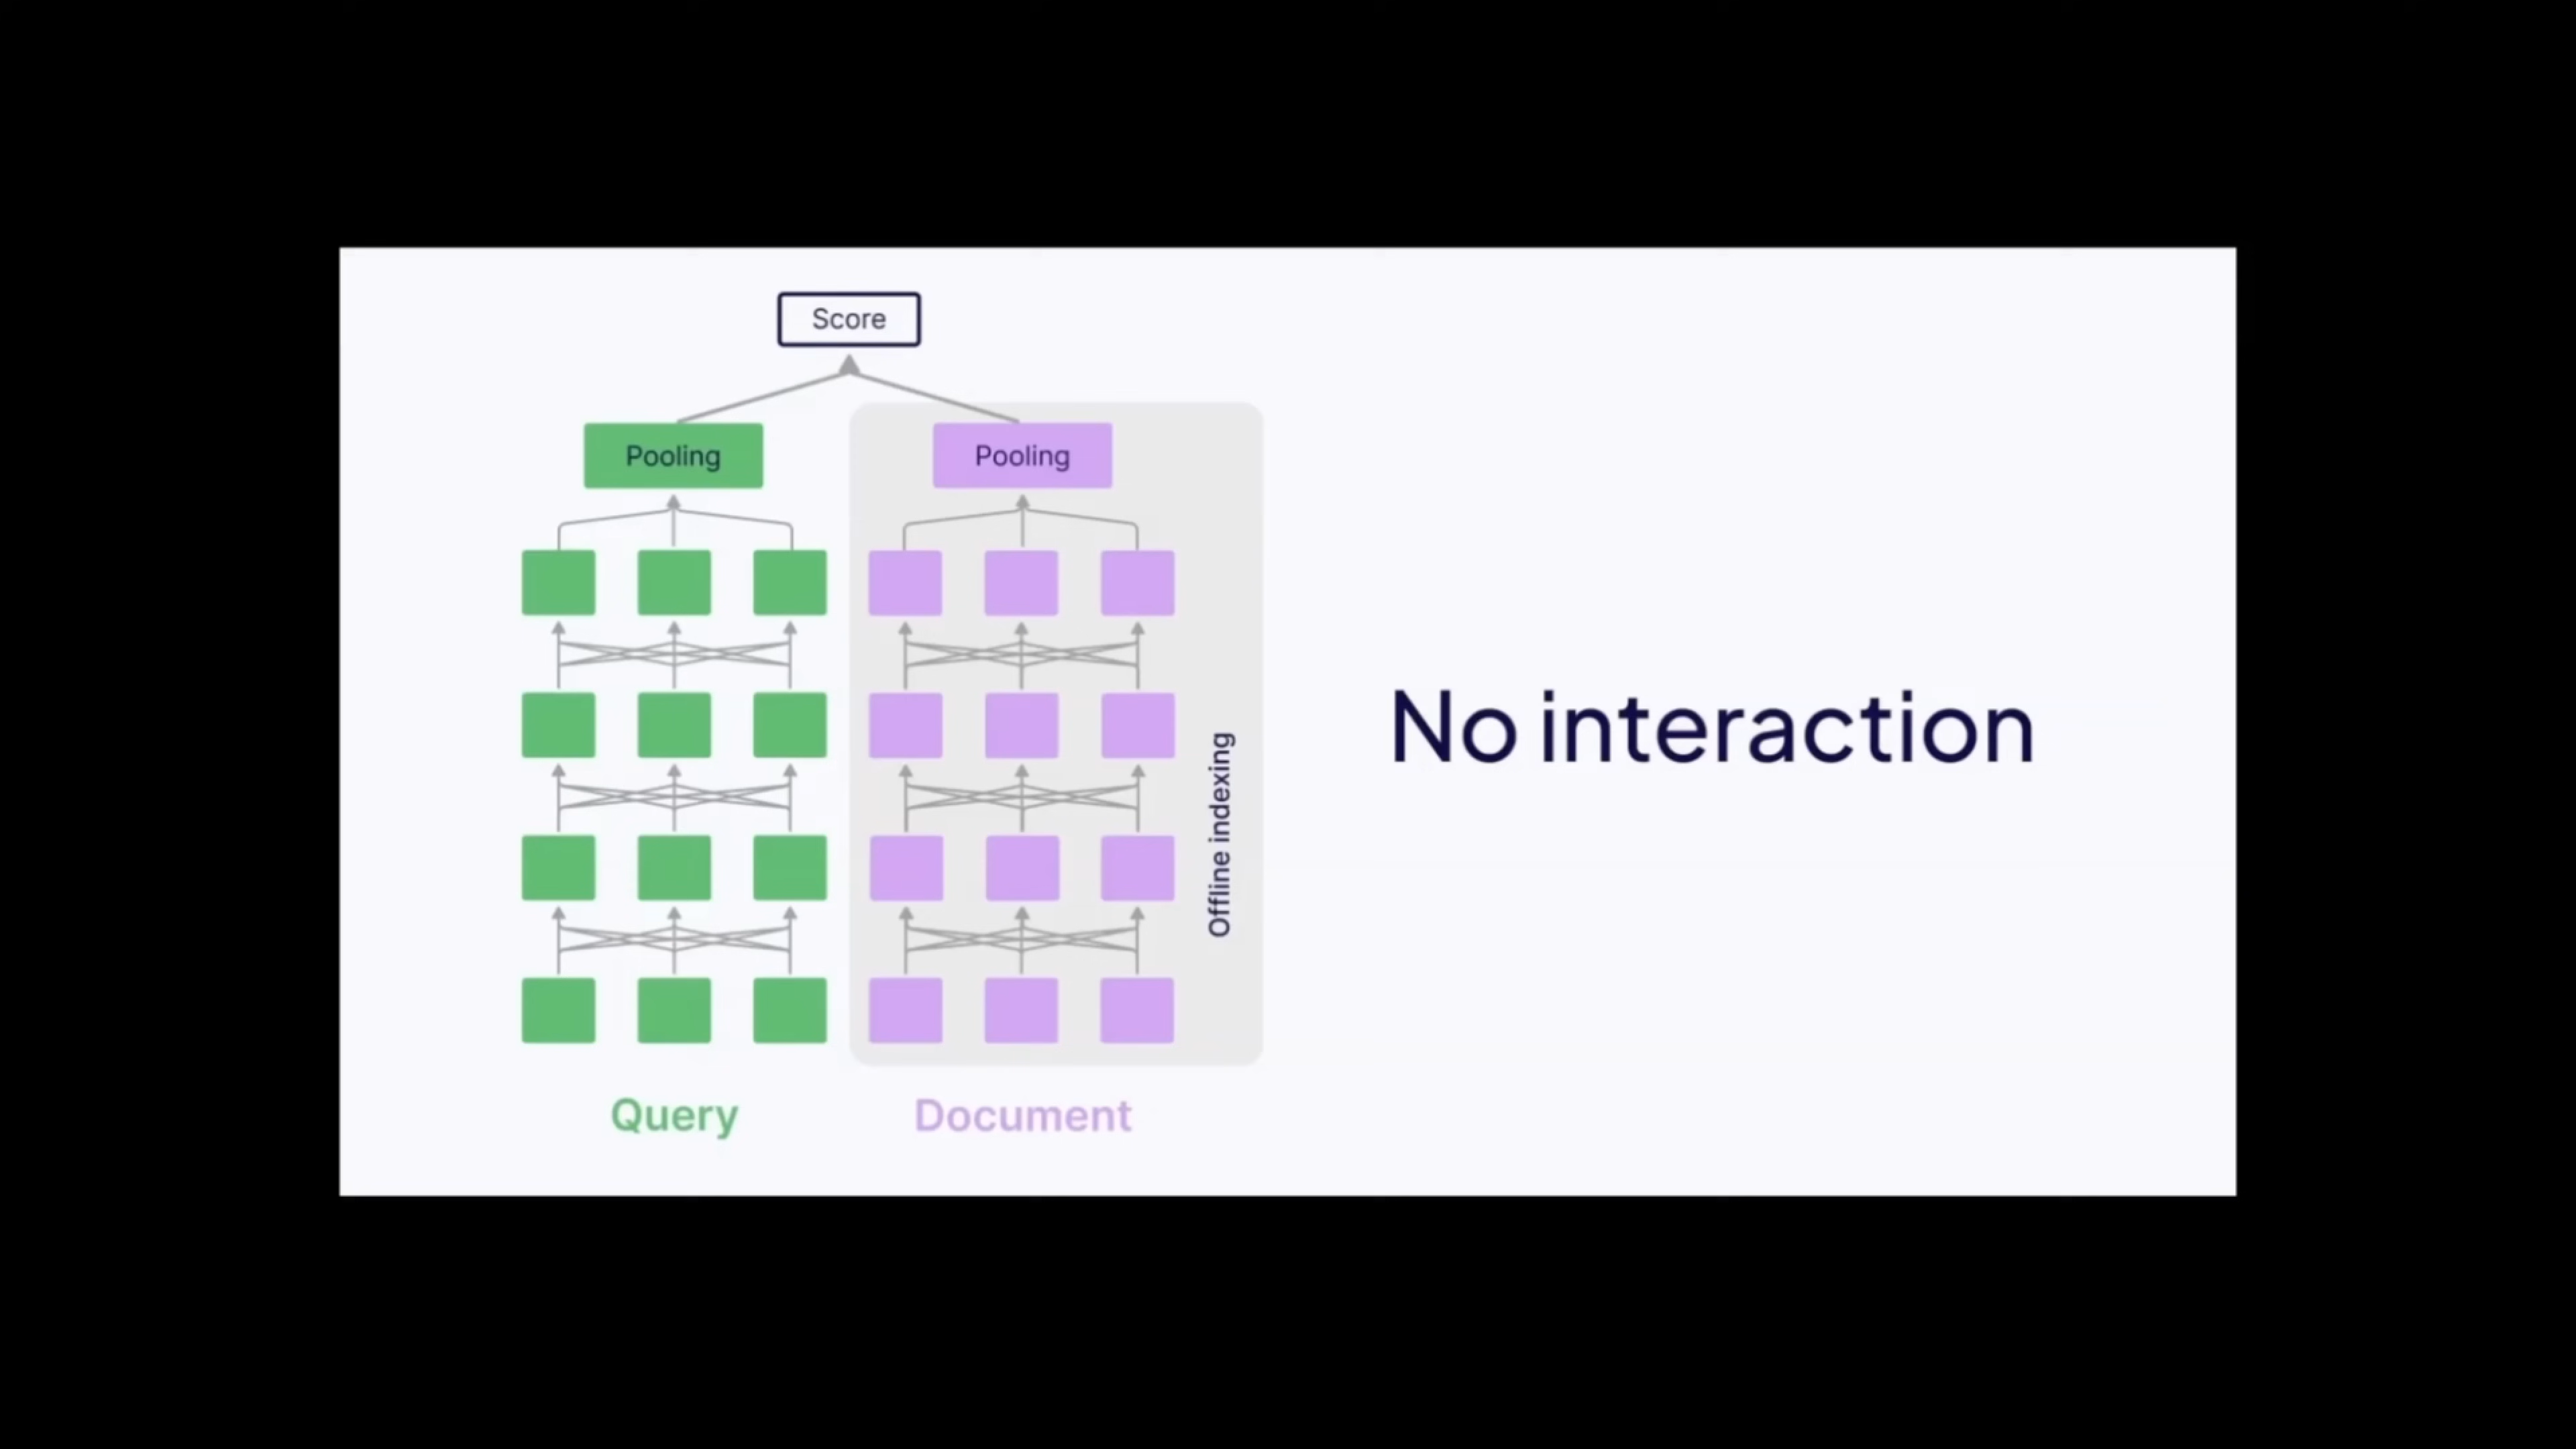 Score
Pooling
Pooling
Offline indexing
No interaction
Query
Document